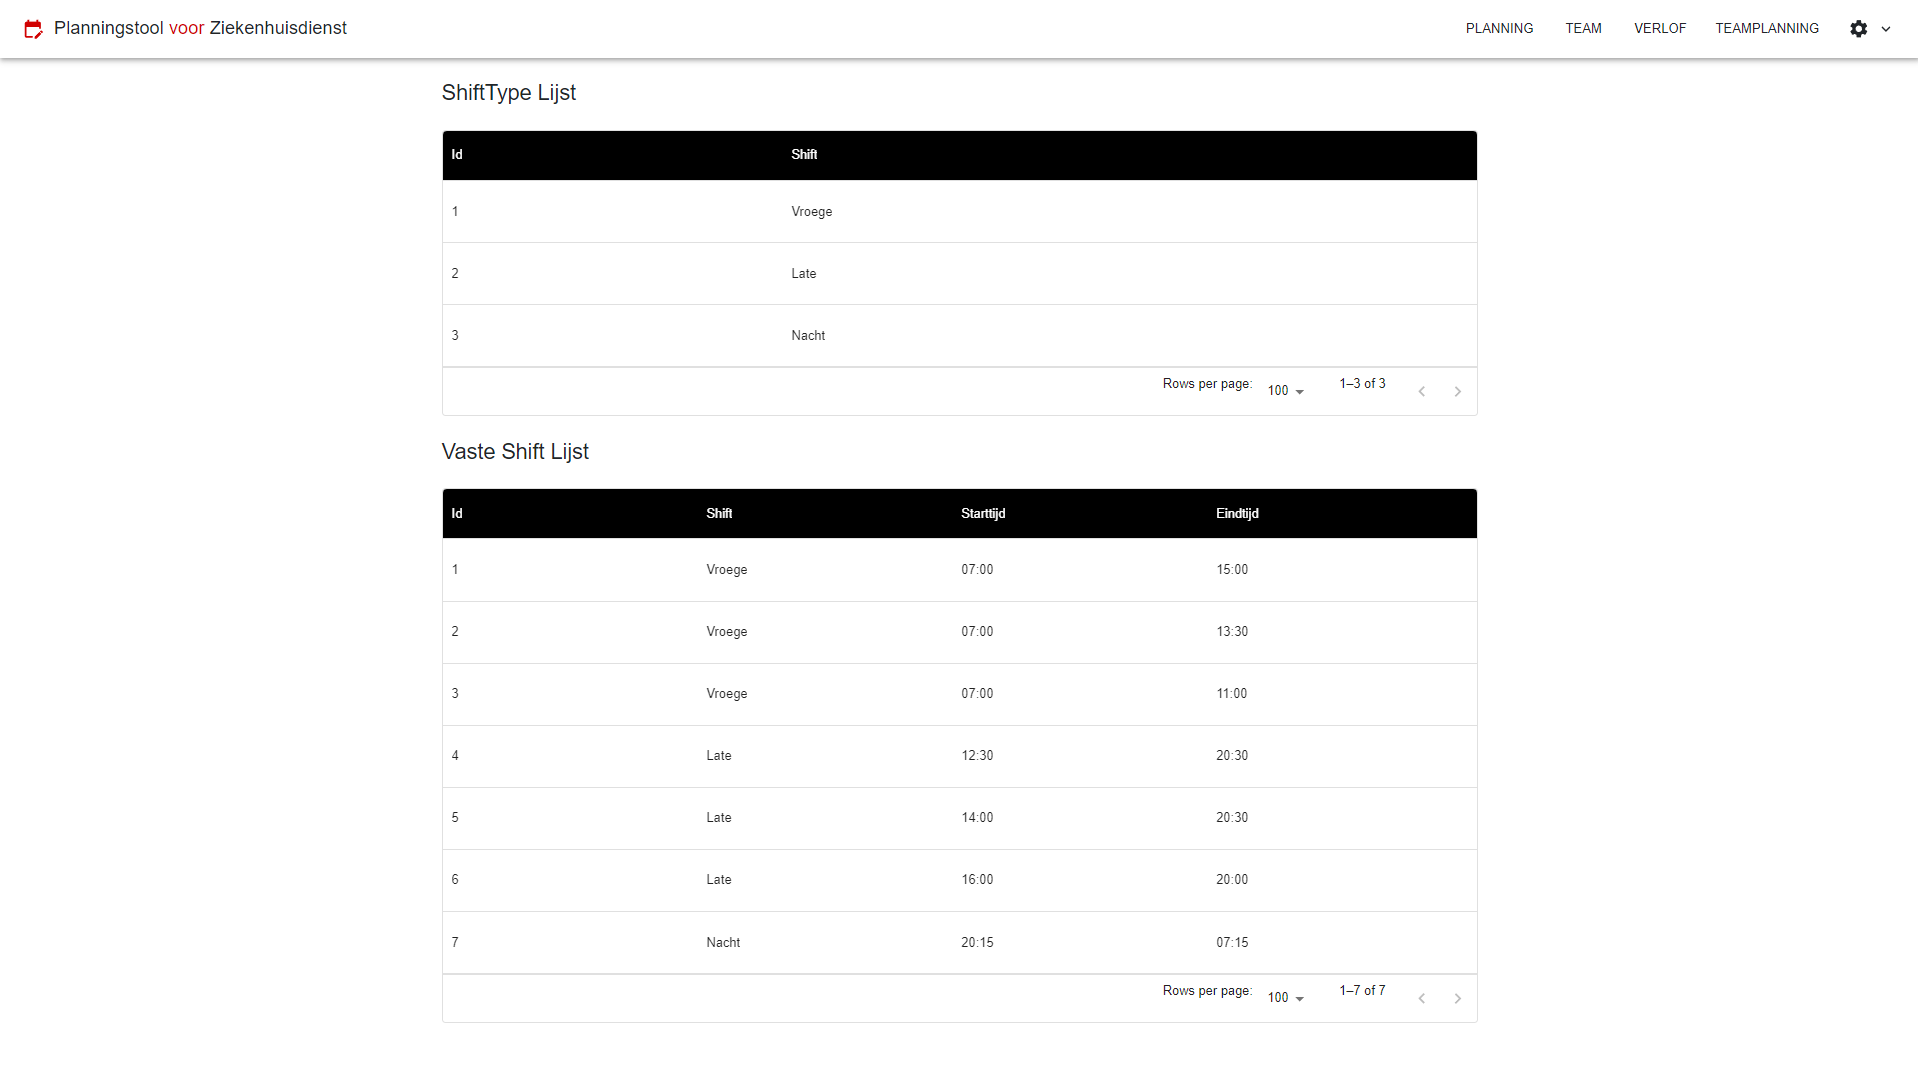 Planningstool voor Ziekenhuisdienst PLANNING TEAM VERLOF TEAMPLANNING
ShiftType Lijst
Id Shift
1 Vroege
2 Late
3 Nacht
Rows per page: 100 1–3 of 3
Vaste Shift Lijst
Id Shift Starttijd Eindtijd
1 Vroege 07:00 15:00
2 Vroege 07:00 13:30
3 Vroege 07:00 11:00
4 Late 12:30 20:30
5 Late 14:00 20:30
6 Late 16:00 20:00
7 Nacht 20:15 07:15
Rows per page: 100 1–7 of 7